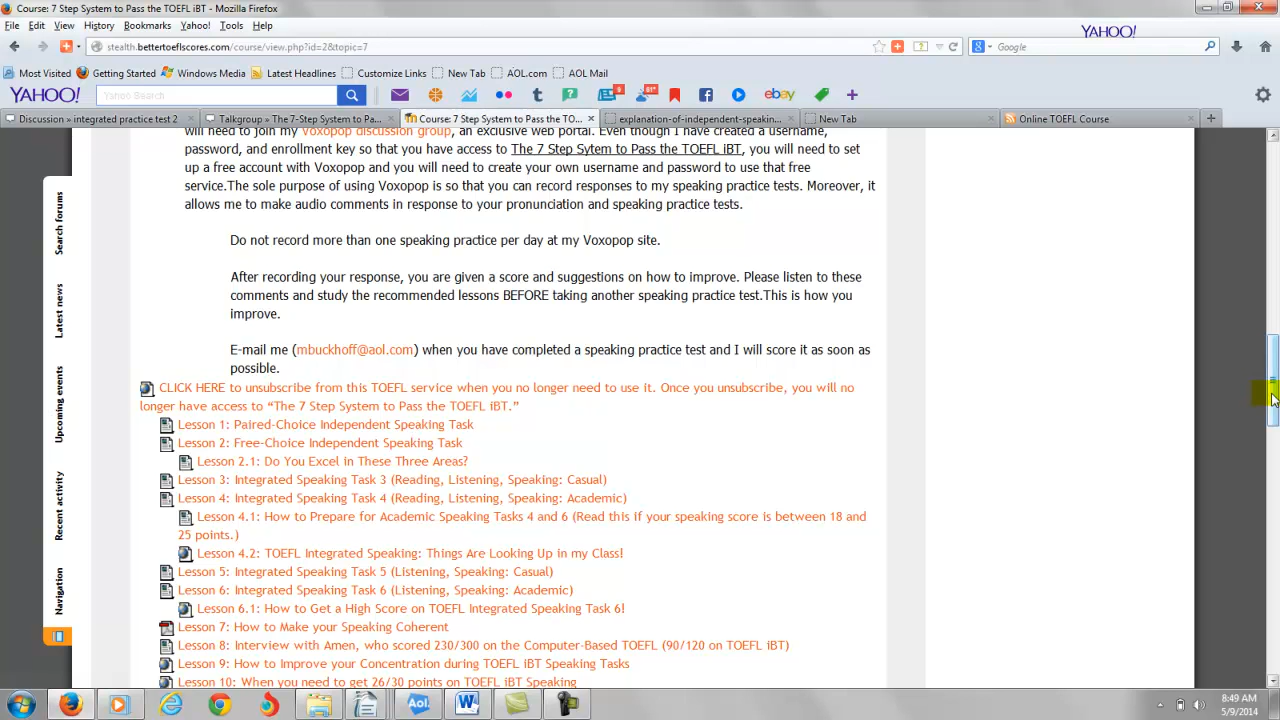 Course: 7 Step System to Pass the TOEFL iBT - Mozilla Firefox
File Edit View History Bookmarks Yahoo! Tools Help
YAHOO!
stealth.bettertoeflscores.com/course/view.php?id=2&topic=7
Google
Most Visited Getting Started Windows Media Latest Headlines Customize Links New Tab AOL.com AOL Mail
YAHOO! Yahoo Search ebay
Discussion » integrated practice test 2 Talkgroup » The 7-Step System to Pa... Course: 7 Step System to Pass the TO... explanation-of-independent-speakin... New Tab Online TOEFL Course
will need to join my Voxopop discussion group, an exclusive web portal. Even though I have created a username,
password, and enrollment key so that you have access to The 7 Step Sytem to Pass the TOEFL iBT, you will need to set
up a free account with Voxopop and you will need to create your own username and password to use that free
service.The sole purpose of using Voxopop is so that you can record responses to my speaking practice tests. Moreover, it
allows me to make audio comments in response to your pronunciation and speaking practice tests.
Do not record more than one speaking practice per day at my Voxopop site.
After recording your response, you are given a score and suggestions on how to improve. Please listen to these
comments and study the recommended lessons BEFORE taking another speaking practice test.This is how you
improve.
E-mail me (mbuckhoff@aol.com) when you have completed a speaking practice test and I will score it as soon as
possible.
CLICK HERE to unsubscribe from this TOEFL service when you no longer need to use it. Once you unsubscribe, you will no
longer have access to “The 7 Step System to Pass the TOEFL iBT.”
Lesson 1: Paired-Choice Independent Speaking Task
Lesson 2: Free-Choice Independent Speaking Task
Lesson 2.1: Do You Excel in These Three Areas?
Lesson 3: Integrated Speaking Task 3 (Reading, Listening, Speaking: Casual)
Lesson 4: Integrated Speaking Task 4 (Reading, Listening, Speaking: Academic)
Lesson 4.1: How to Prepare for Academic Speaking Tasks 4 and 6 (Read this if your speaking score is between 18 and
25 points.)
Lesson 4.2: TOEFL Integrated Speaking: Things Are Looking Up in my Class!
Lesson 5: Integrated Speaking Task 5 (Listening, Speaking: Casual)
Lesson 6: Integrated Speaking Task 6 (Listening, Speaking: Academic)
Lesson 6.1: How to Get a High Score on TOEFL Integrated Speaking Task 6!
Lesson 7: How to Make your Speaking Coherent
Lesson 8: Interview with Amen, who scored 230/300 on the Computer-Based TOEFL (90/120 on TOEFL iBT)
Lesson 9: How to Improve your Concentration during TOEFL iBT Speaking Tasks
Lesson 10: When you need to get 26/30 points on TOEFL iBT Speaking
Search forums
Latest news
Upcoming events
Recent activity
Navigation
Aol.
8:49 AM
5/9/2014